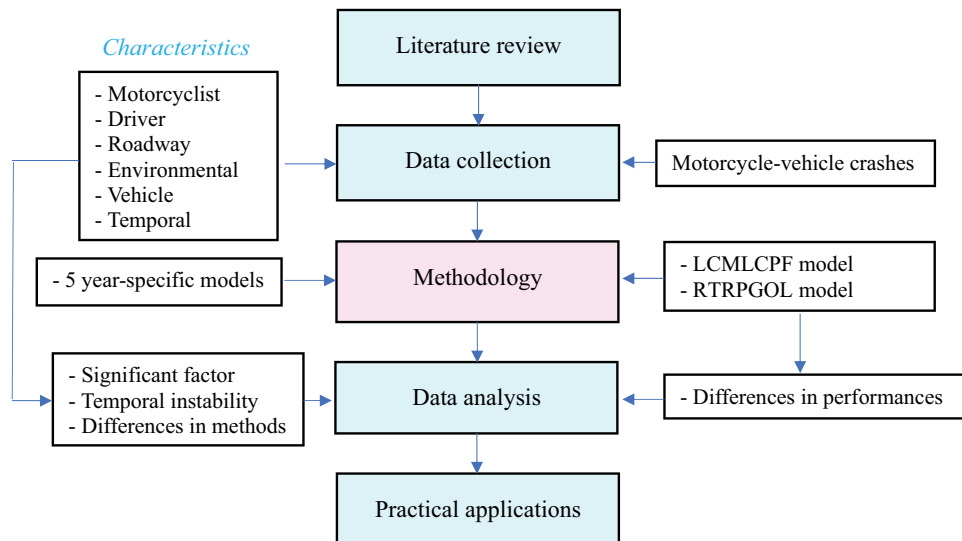 Literature review
Characteristics
- Motorcyclist
- Driver
- Roadway
- Environmental
- Vehicle
- Temporal
Data collection
Motorcycle-vehicle crashes
- 5 year-specific models
Methodology
- LCMLCPF model
- RTRPGOL model
- Significant factor
- Temporal instability
- Differences in methods
Data analysis
- Differences in performances
Practical applications